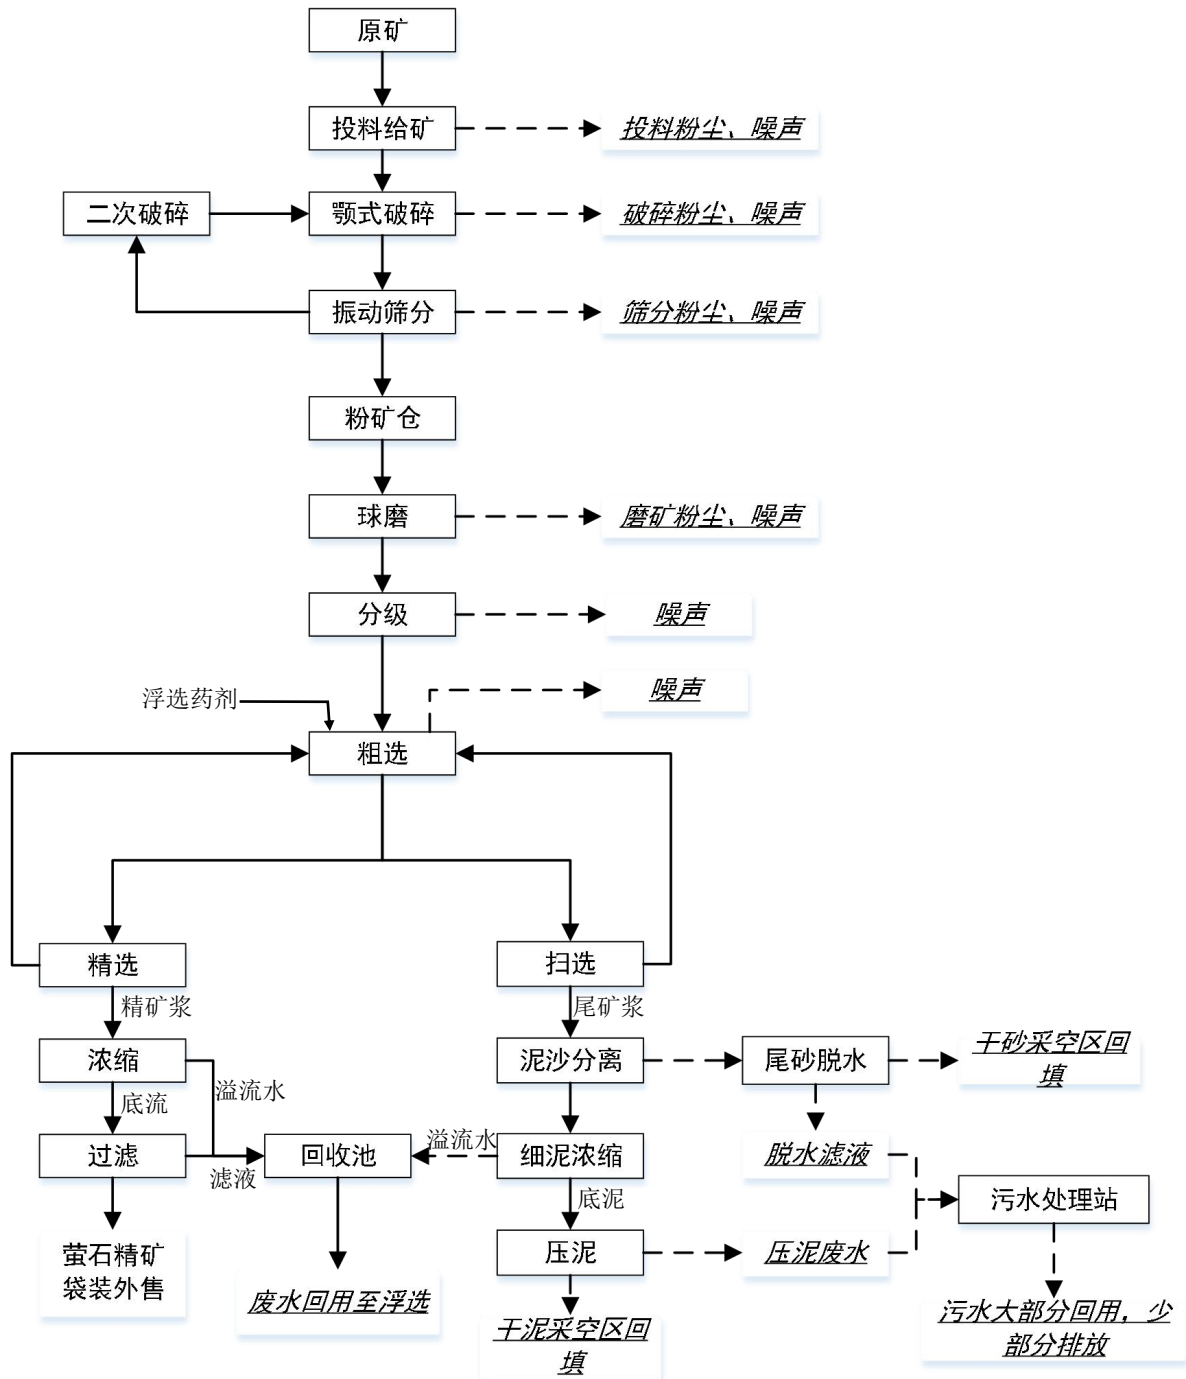 原矿
投料给矿
投料粉尘、噪声
二次破碎
颚式破碎
破碎粉尘、噪声
振动筛分
筛分粉尘、噪声
粉矿仓
球磨
磨矿粉尘、噪声
分级
噪声
噪声
浮选药剂
粗选
精选
扫选
精矿浆
尾矿浆
浓缩
泥沙分离
尾砂脱水
干砂采空区回
填
底流
溢流水
过滤
滤液
回收池
溢流水
细泥浓缩
脱水滤液
底泥
污水处理站
萤石精矿
袋装外售
压泥
压泥废水
废水回用至浮选
干泥采空区回
填
污水大部分回用，少
部分排放